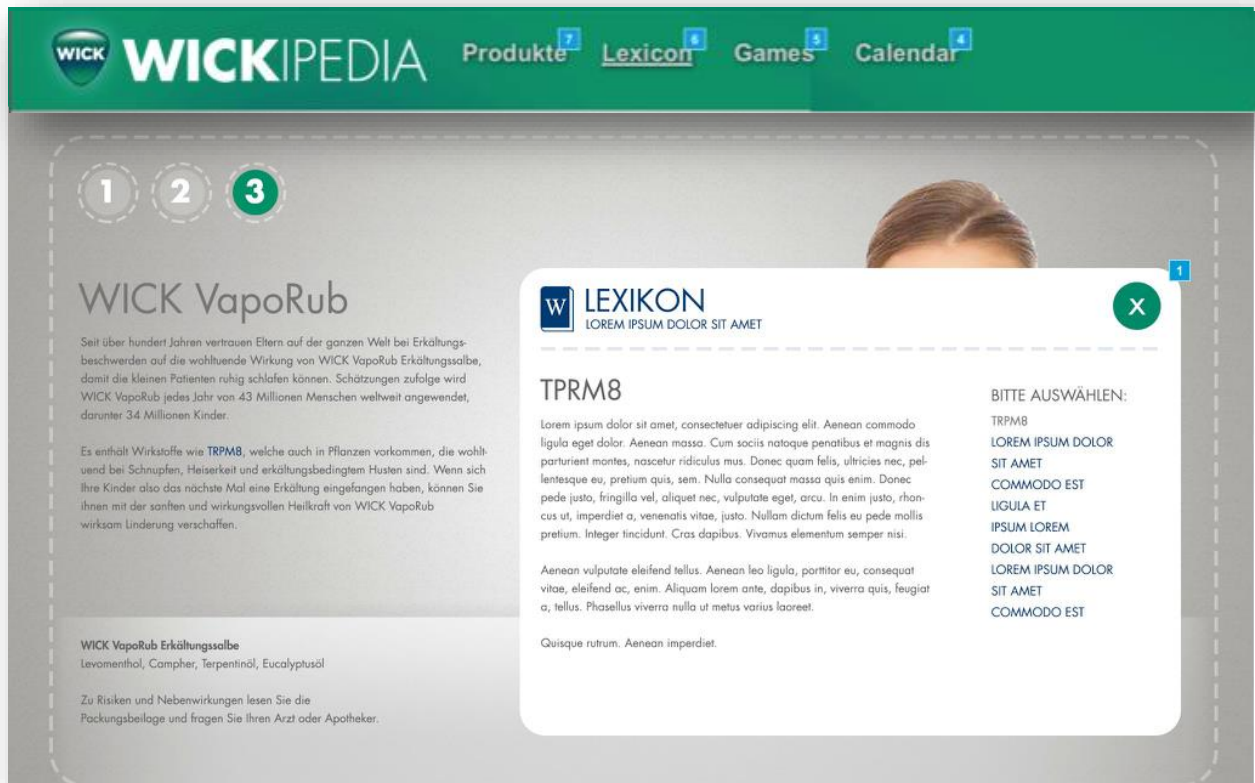 WICK WICKIPEDIA Produkte 7 Lexicon 6 Games 5 Calendar 4
1 2 3
WICK VapoRub
Seit über hundert Jahren vertrauen Eltern auf der ganzen Welt bei Erkältungs-
beschwerden auf die wohltuende Wirkung von WICK VapoRub Erkältungssalbe,
damit die kleinen Patienten ruhig schlafen können. Schätzungen zufolge wird
WICK VapoRub jedes Jahr von 43 Millionen Menschen weltweit angewendet,
darunter 34 Millionen Kinder.
Es enthält Wirkstoffe wie TRPM8, welche auch in Pflanzen vorkommen, die wohlt-
uend bei Schnupfen, Heiserkeit und erkältungsbedingtem Husten sind. Wenn sich
Ihre Kinder also das nächste Mal eine Erkältung eingefangen haben, können Sie
ihnen mit der sanften und wirkungsvollen Heilkraft von WICK VapoRub
wirksam Linderung verschaffen.
WICK VapoRub Erkältungssalbe
Levomenthol, Campher, Terpentinöl, Eucalyptusöl
Zu Risiken und Nebenwirkungen lesen Sie die
Packungsbeilage und fragen Sie Ihren Arzt oder Apotheker.
1
W LEXIKON X
LOREM IPSUM DOLOR SIT AMET
TPRM8
Lorem ipsum dolor sit amet, consectetuer adipiscing elit. Aenean commodo
ligula eget dolor. Aenean massa. Cum sociis natoque penatibus et magnis dis
parturient montes, nascetur ridiculus mus. Donec quam felis, ultricies nec, pel-
lentesque eu, pretium quis, sem. Nulla consequat massa quis enim. Donec
pede justo, fringilla vel, aliquet nec, vulputate eget, arcu. In enim justo, rhon-
cus ut, imperdiet a, venenatis vitae, justo. Nullam dictum felis eu pede mollis
pretium. Integer tincidunt. Cras dapibus. Vivamus elementum semper nisi.
Aenean vulputate eleifend tellus. Aenean leo ligula, porttitor eu, consequat
vitae, eleifend ac, enim. Aliquam lorem ante, dapibus in, viverra quis, feugiat
a, tellus. Phasellus viverra nulla ut metus varius laoreet.
Quisque rutrum. Aenean imperdiet.
BITTE AUSWÄHLEN:
TRPM8
LOREM IPSUM DOLOR
SIT AMET
COMMODO EST
LIGULA ET
IPSUM LOREM
DOLOR SIT AMET
LOREM IPSUM DOLOR
SIT AMET
COMMODO EST